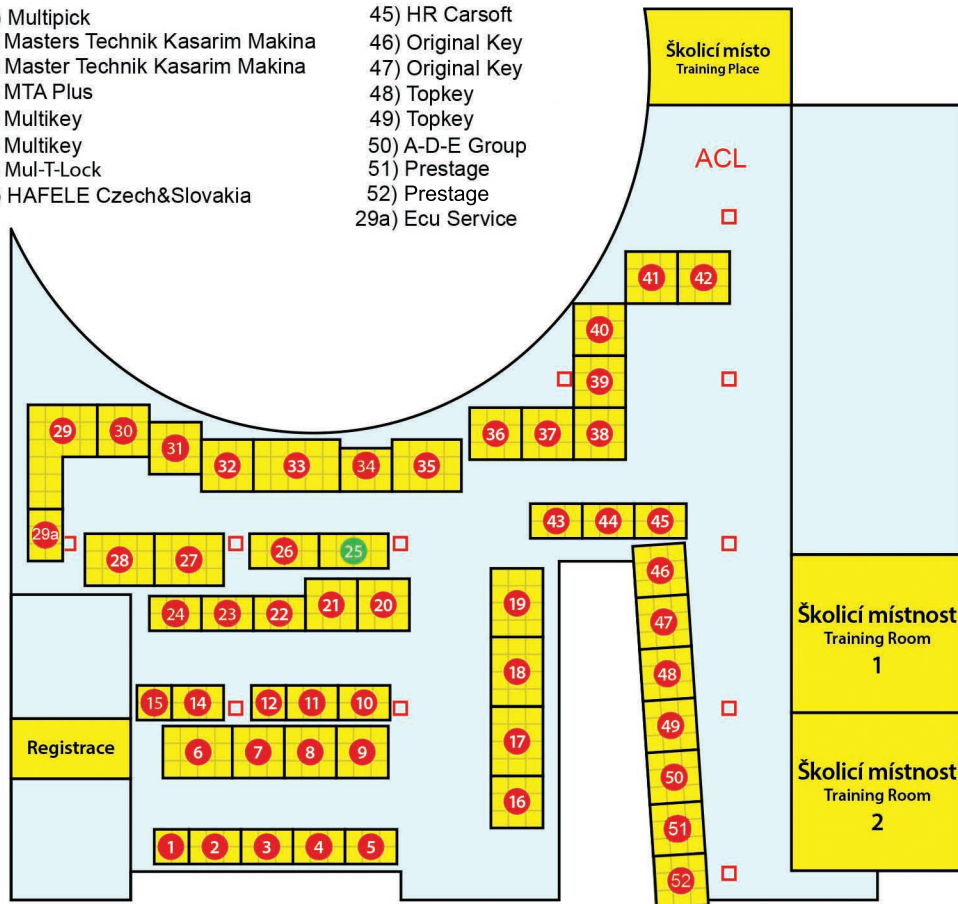 ) Multipick
Masters Technik Kasarim Makina
Master Technik Kasarim Makina
MTA Plus
Multikey
Multikey
Mul-T-Lock
HAFELE Czech&Slovakia
45) HR Carsoft
46) Original Key
47) Original Key
48) Topkey
49) Topkey
50) A-D-E Group
51) Prestage
52) Prestage
29a) Ecu Service
Školicí místo
Training Place
ACL
41 42
40
39
29 30 31 32 33 34 35 36 37 38
29a 28 27 26 25
43 44 45
24 23 22 21 20
19
18
17
16
46
47
48
49
50
51
52
15 14 12 11 10
6 7 8 9
1 2 3 4 5
Registrace
Školicí místnost
Training Room
1
Školicí místnost
Training Room
2